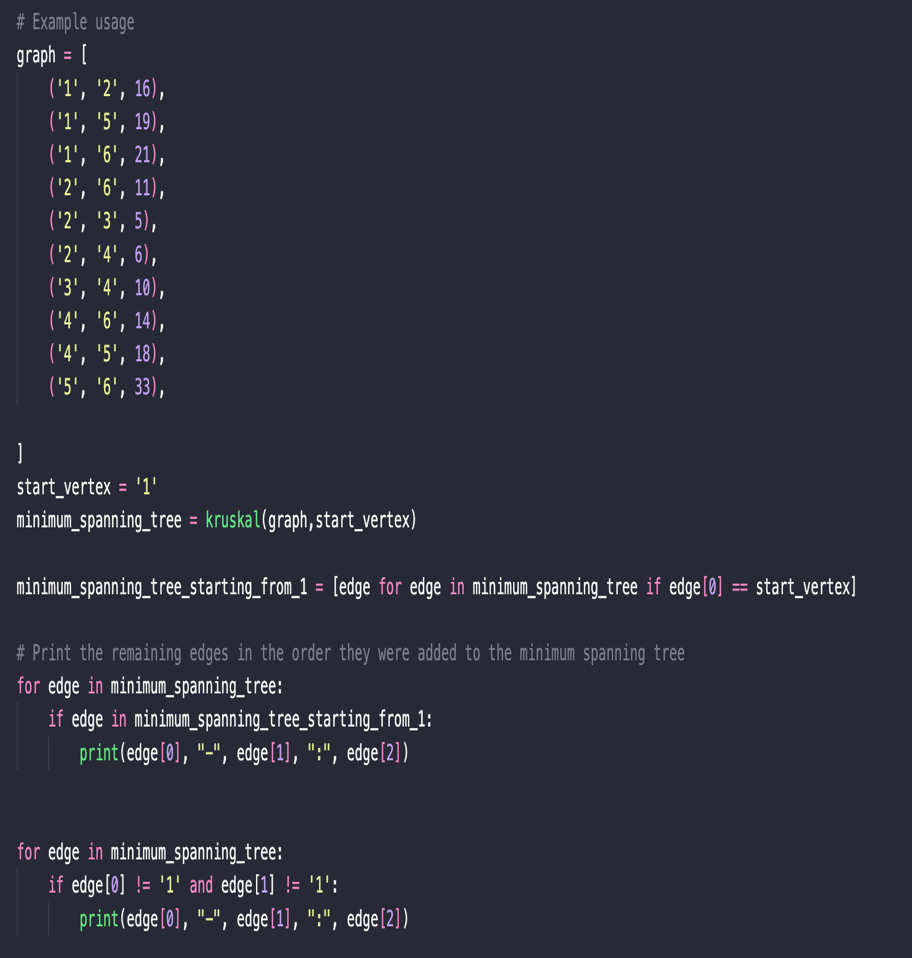 # Example usage
graph = [
    ('1', '2', 16),
    ('1', '5', 19),
    ('1', '6', 21),
    ('2', '6', 11),
    ('2', '3', 5),
    ('2', '4', 6),
    ('3', '4', 10),
    ('4', '6', 14),
    ('4', '5', 18),
    ('5', '6', 33),
]
start_vertex = '1'
minimum_spanning_tree = kruskal(graph,start_vertex)
minimum_spanning_tree_starting_from_1 = [edge for edge in minimum_spanning_tree if edge[0] == start_vertex]
# Print the remaining edges in the order they were added to the minimum spanning tree
for edge in minimum_spanning_tree:
    if edge in minimum_spanning_tree_starting_from_1:
        print(edge[0], "—", edge[1], ":", edge[2])
for edge in minimum_spanning_tree:
    if edge[0] != '1' and edge[1] != '1':
        print(edge[0], "—", edge[1], ":", edge[2])